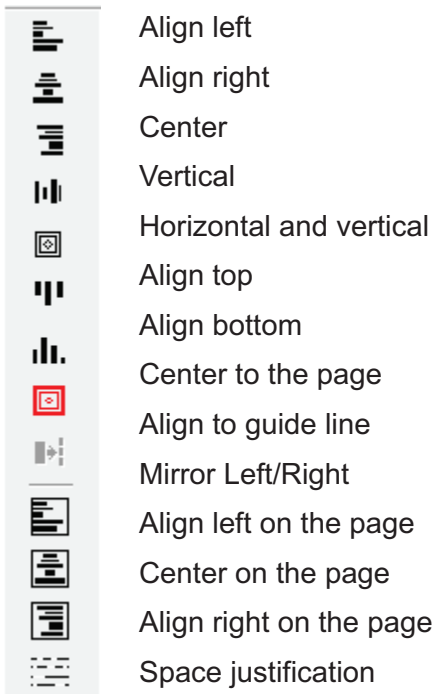 Align left
Align right
Center
Vertical
Horizontal and vertical
Align top
Align bottom
Center to the page
Align to guide line
Mirror Left/Right
Align left on the page
Center on the page
Align right on the page
Space justification